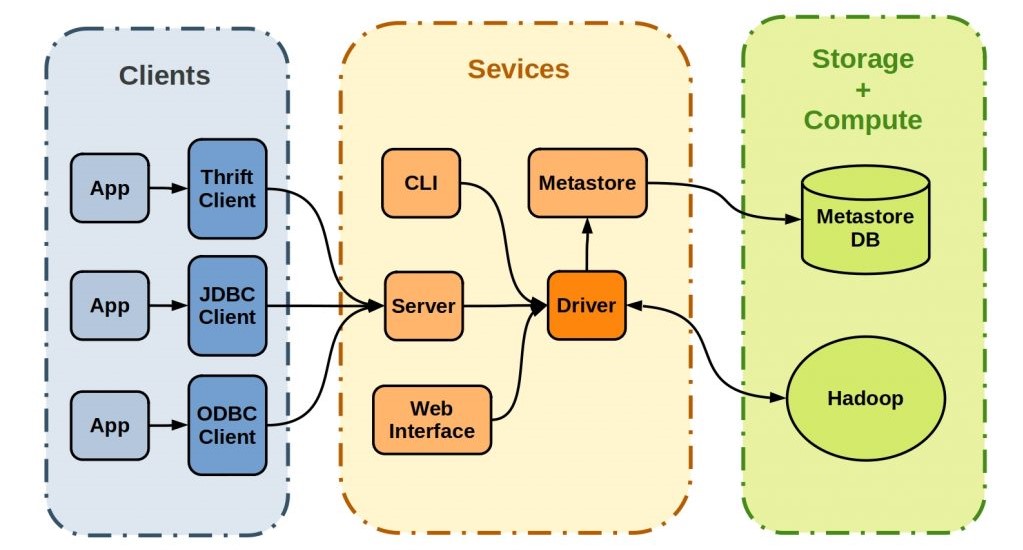 Clients
App
Thrift
Client
App
JDBC
Client
App
ODBC
Client
Sevices
CLI
Metastore
Server
Driver
Web
Interface
Storage
+
Compute
Metastore
DB
Hadoop